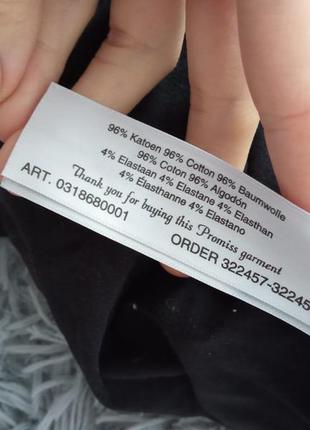 96% Katoen 96% Cotton 96% Baumwolle
96% Coton 96% Algodón
4% Elastaan 4% Elastane 4% Elasthan
4% Élasthanne 4% Elastano
Thank you for buying this Promiss garment
ART. 0318680001
ORDER 322457-32245